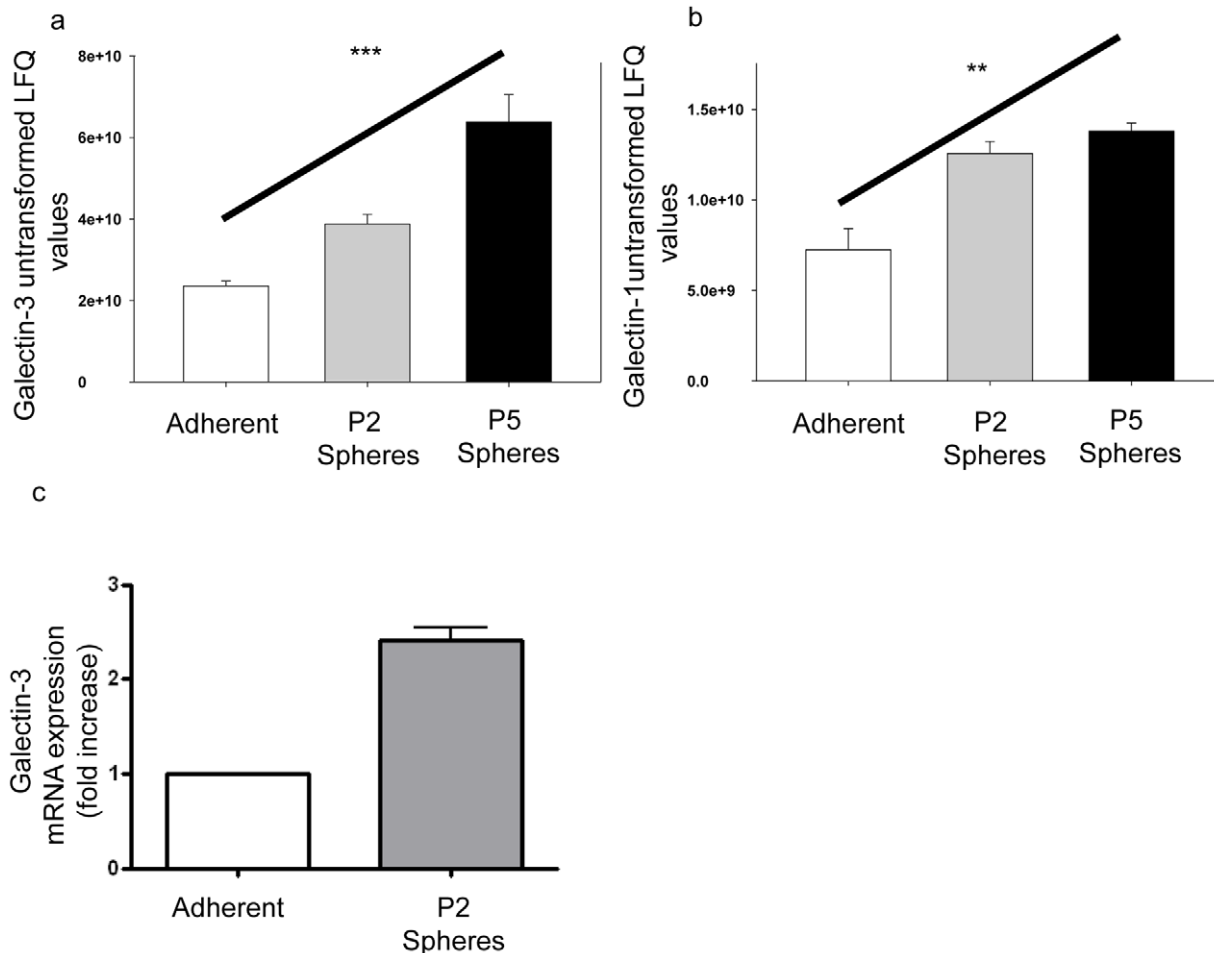 a
Galectin-3 untransformed LFQ
values
8e+10
6e+10
4e+10
2e+10
0
***
Adherent
P2
Spheres
P5
Spheres
b
Galectin-1untransformed LFQ
values
1.5e+10
1.0e+10
5.0e+9
0.0
**
Adherent
P2
Spheres
P5
Spheres
c
Galectin-3
mRNA expression
(fold increase)
3
2
1
0
Adherent
P2
Spheres